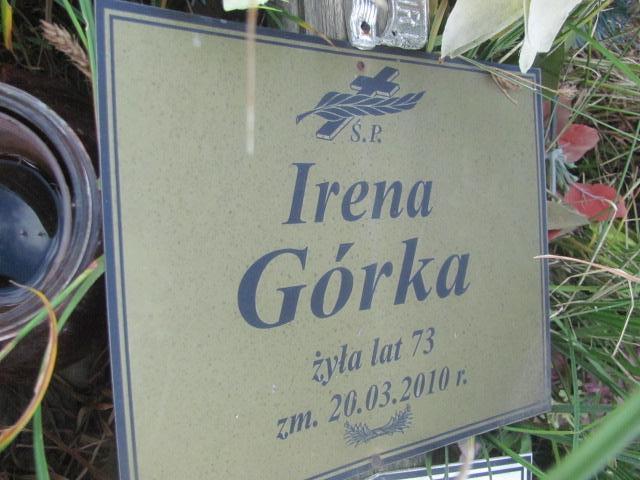 Ś.P.
Irena
Górka
żyła lat 73
zm. 20.03.2010 r.